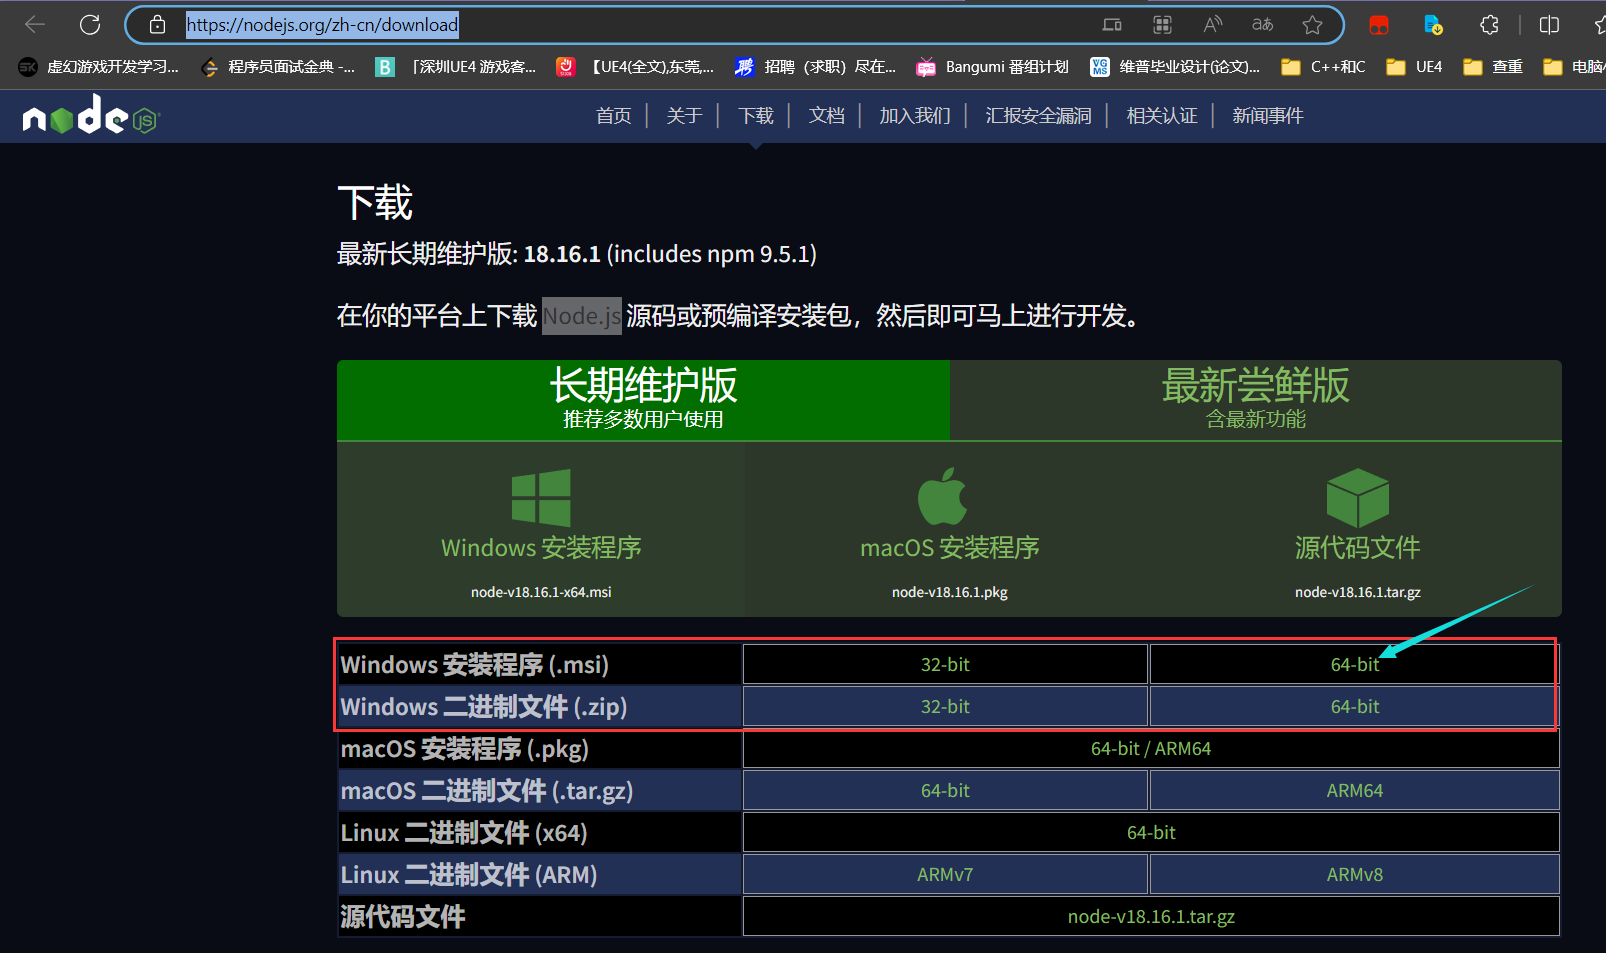 https://nodejs.org/zh-cn/download
虚幻游戏开发学习...
程序员面试金典 -...
B
「深圳UE4 游戏客...
【UE4(全文),东莞,...
招聘（求职）尽在...
Bangumi 番组计划
维普毕业设计(论文)...
C++和C
UE4
查重
node JS
首页
关于
下载
文档
加入我们
汇报安全漏洞
相关认证
新闻事件
下载
最新长期维护版: 18.16.1 (includes npm 9.5.1)
在你的平台上下载 Node.js 源码或预编译安装包，然后即可马上进行开发。
长期维护版
推荐多数用户使用
最新尝鲜版
含最新功能
Windows 安装程序
node-v18.16.1-x64.msi
macOS 安装程序
node-v18.16.1.pkg
源代码文件
node-v18.16.1.tar.gz
Windows 安装程序 (.msi) 32-bit 64-bit
Windows 二进制文件 (.zip) 32-bit 64-bit
macOS 安装程序 (.pkg) 64-bit / ARM64
macOS 二进制文件 (.tar.gz) 64-bit ARM64
Linux 二进制文件 (x64) 64-bit
Linux 二进制文件 (ARM) ARMv7 ARMv8
源代码文件 node-v18.16.1.tar.gz